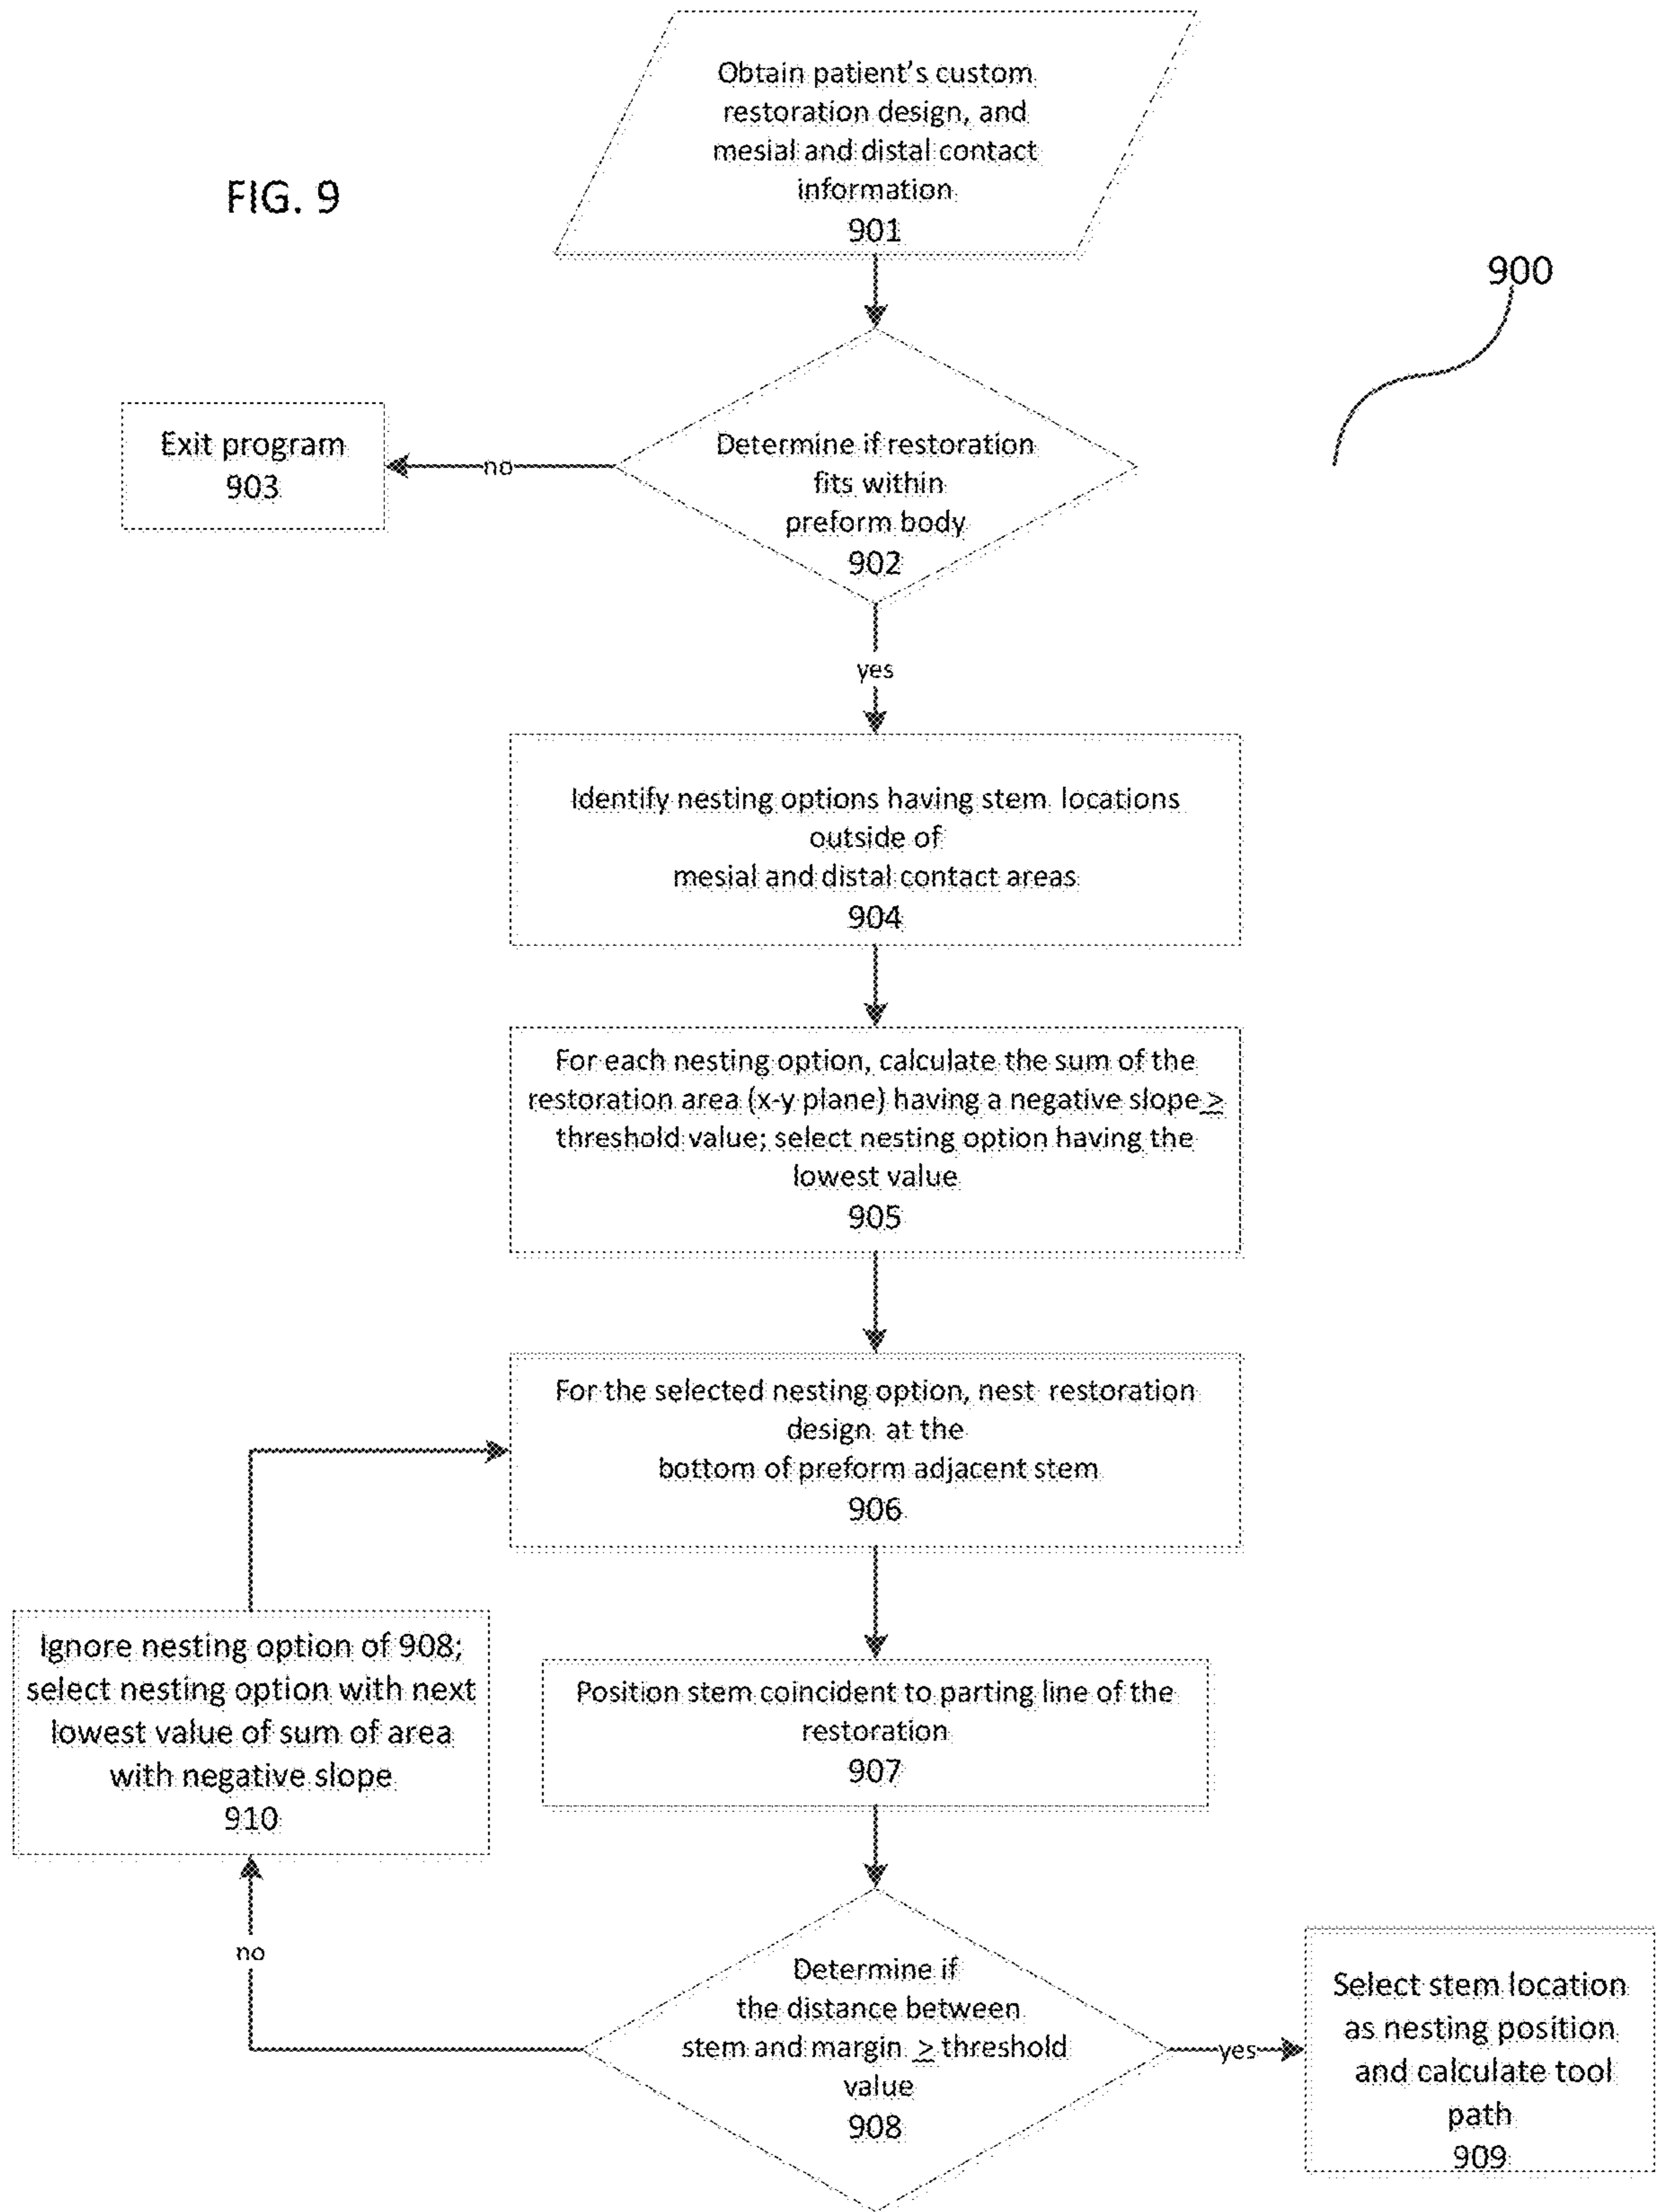 Obtain patient's custom
restoration design, and
mesial and distal contact
information
901
FIG. 9
900
Exit program
903
no
Determine if restoration
fits within
preform body
902
yes
Identify nesting options having stem locations
outside of
mesial and distal contact areas
904
For each nesting option, calculate the sum of the
restoration area (x-y plane) having a negative slope ≥
threshold value; select nesting option having the
lowest value
905
For the selected nesting option, nest restoration
design at the
bottom of preform adjacent stem
906
Ignore nesting option of 908;
select nesting option with next
lowest value of sum of area
with negative slope
910
Position stem coincident to parting line of the
restoration
907
no
Determine if
the distance between
stem and margin ≥ threshold
value
908
yes
Select stem location
as nesting position
and calculate tool
path
909